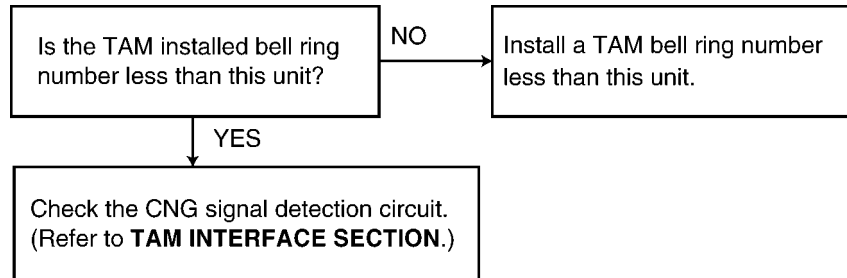 Is the TAM installed bell ring
number less than this unit?
NO
Install a TAM bell ring number
less than this unit.
YES
Check the CNG signal detection circuit.
(Refer to TAM INTERFACE SECTION.)